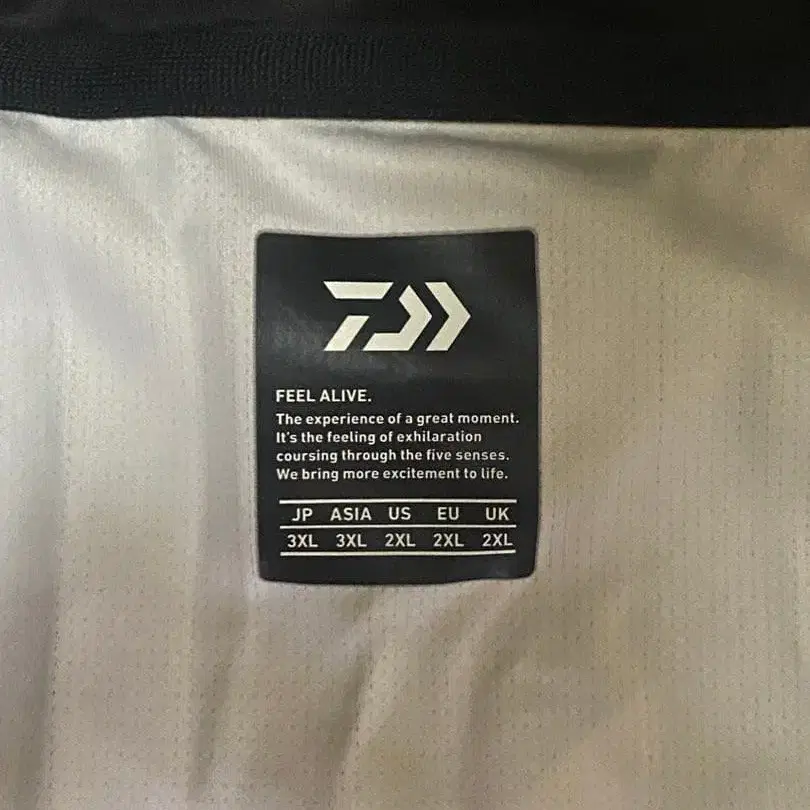 FEEL ALIVE.
The experience of a great moment.
It's the feeling of exhilaration
coursing through the five senses.
We bring more excitement to life.
JP ASIA US EU UK
3XL 3XL 2XL 2XL 2XL